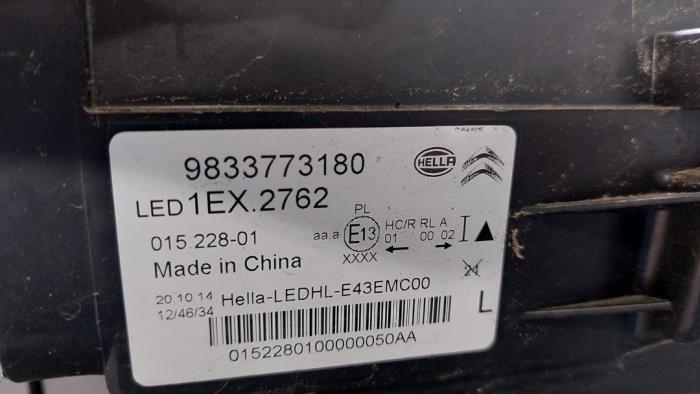 9833773180
HELLA
LED 1EX.2762
PL
015.228-01
aa.a E13 HC/R RL A I
01 00 02
XXXX
Made in China
24
20.10.14 Hella-LEDHL-E43EMC00
12/46/34
L
0152280100000050AA